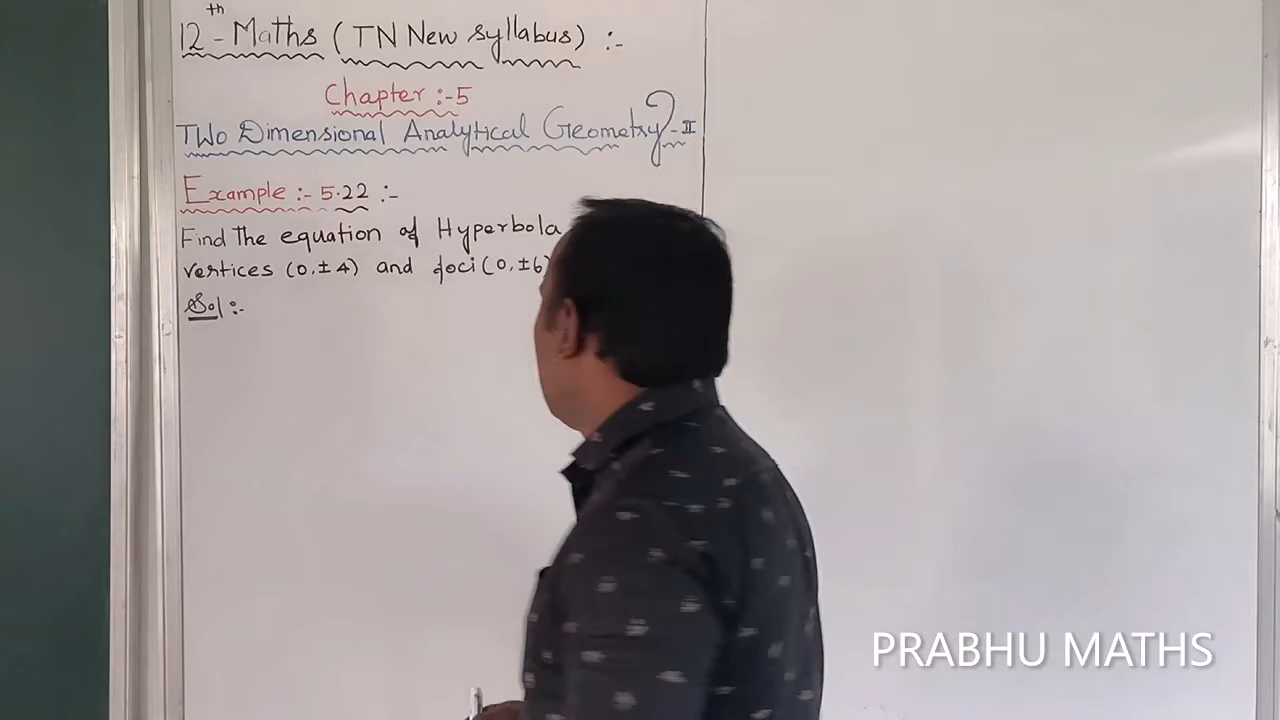 12th - Maths (TN New syllabus) :-
Chapter :- 5
Two Dimensional Analytical Geometry - II
Example :- 5.22 :-
Find The equation of Hyperbola
vertices (0, ± 4) and foci (0, ±6)
Sol :-
PRABHU MATHS